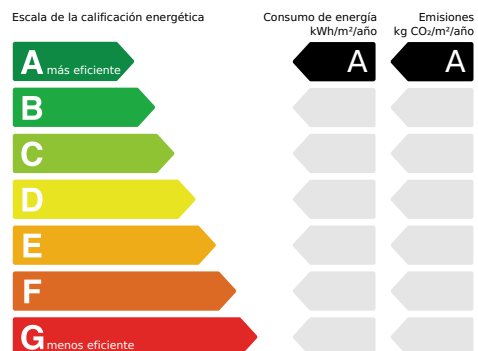 Escala de la calificación energética
Consumo de energía
kWh/m²/año
Emisiones
kg CO₂/m²/año
A más eficiente
A
A
B
C
D
E
F
G menos eficiente